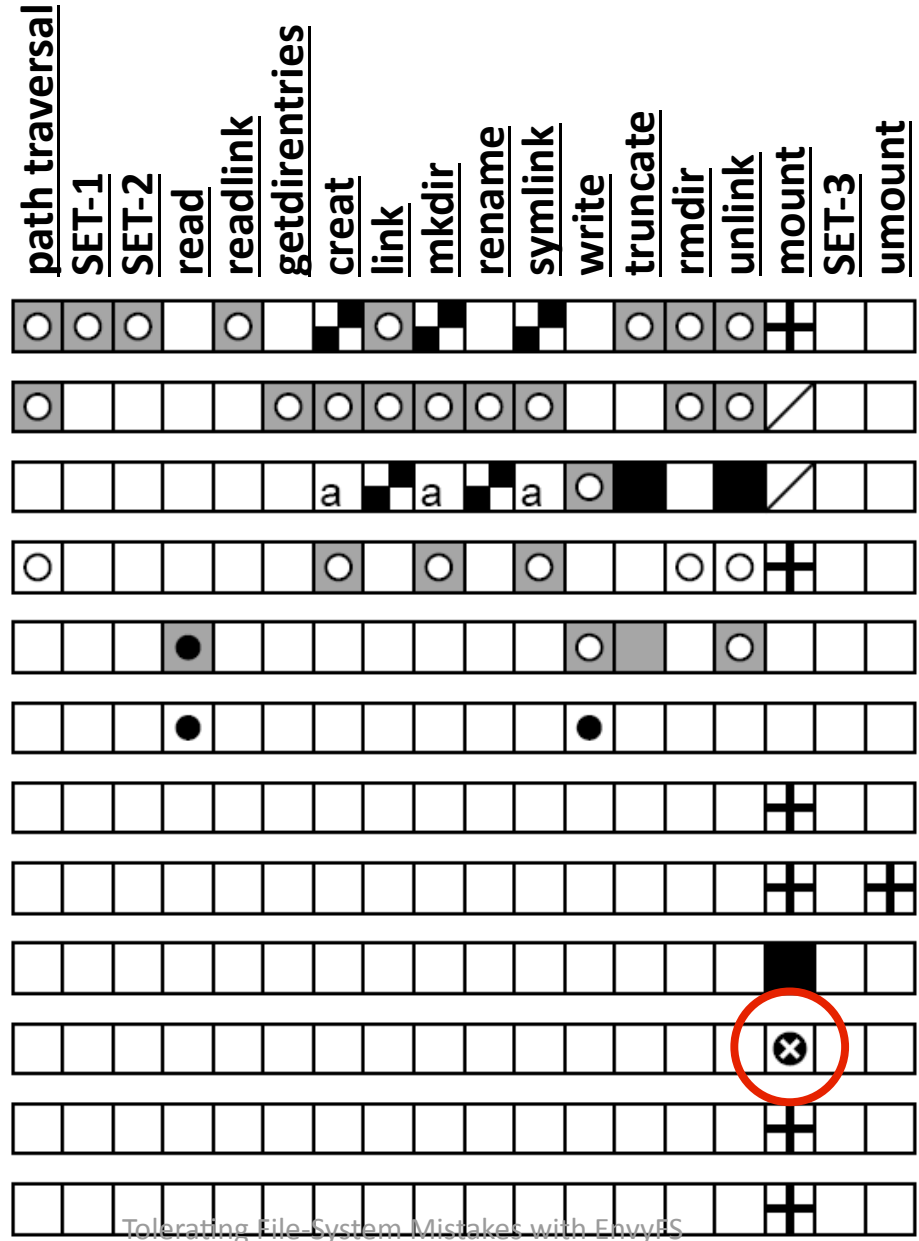 path traversal
SET-1
SET-2
read
readlink
getdirentries
creat
link
mkdir
rename
symlink
write
truncate
rmdir
unlink
mount
SET-3
umount
a a a
Tolerating File-System Mistakes with EnvyFS